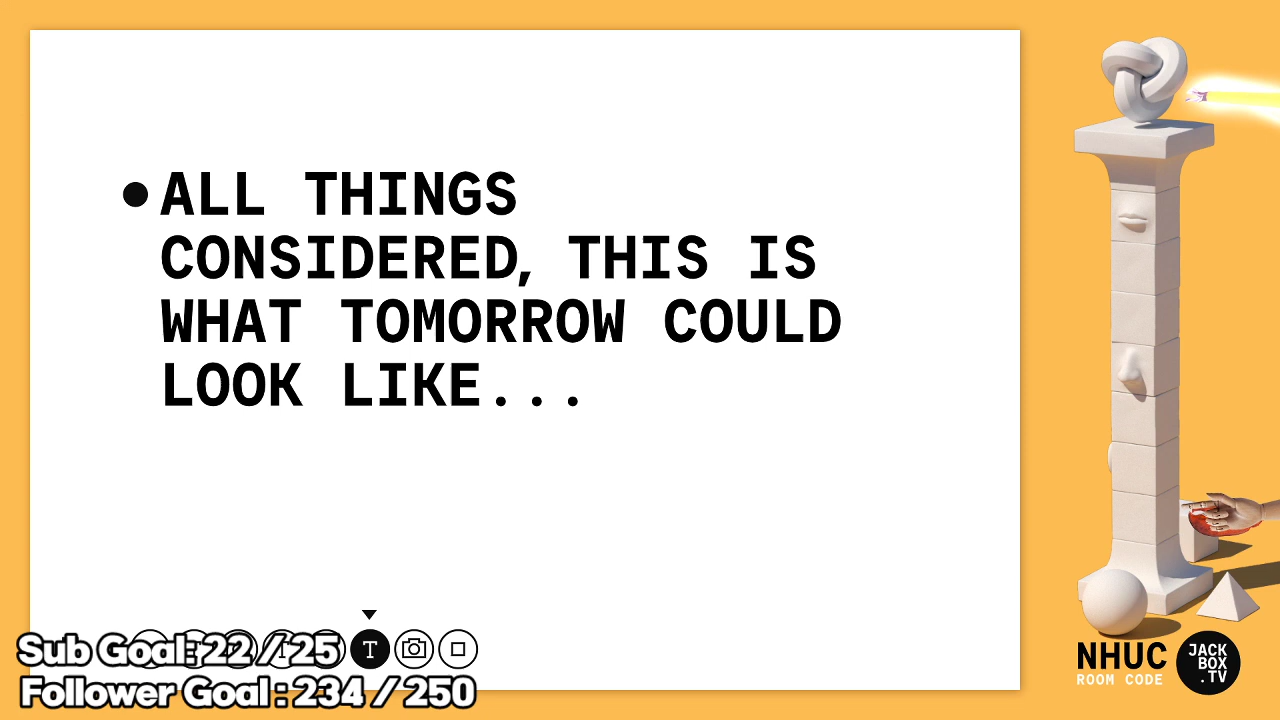 •ALL THINGS
CONSIDERED, THIS IS
WHAT TOMORROW COULD
LOOK LIKE...
T
Sub Goal: 22 / 25
Follower Goal : 234 / 250
NHUC
ROOM CODE
JACK
BOX
.TV